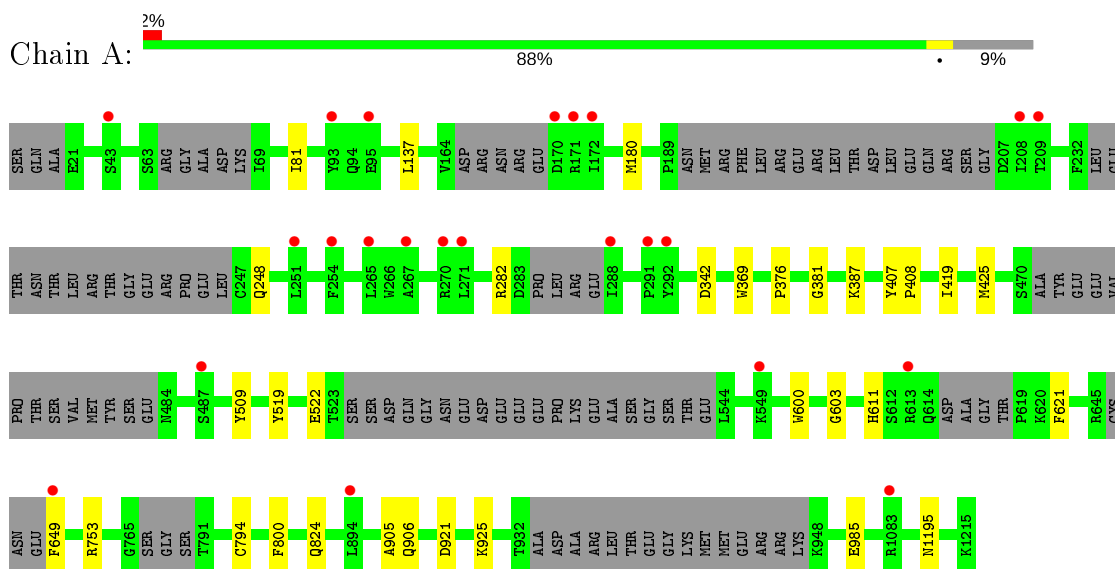 2%
Chain A:
88%
•
9%
SER GLN ALA E21 S43 S63 ARG GLY ALA ASP LYS I69 I81 Y93 Q94 E95 L137 V164 ASP ARG ASN ARG GLU D170 R171 I172 M180 P189 ASN MET ARG PHE LEU ARG GLU ARG LEU THR ASP LEU GLU GLN ARG SER GLY D207 I208 T209 F232 LEU GLU
THR ASN THR LEU ARG THR GLY GLU ARG PRO GLU LEU C247 Q248 L251 F254 L265 W266 A267 R270 L271 R282 D283 PRO LEU ARG GLU I288 P291 Y292 D342 W369 P376 G381 K387 Y407 P408 I419 M425 S470 ALA TYR GLU GLU VAL
PRO THR SER VAL MET TYR SER GLU N484 S487 Y509 Y519 E522 T523 SER SER ASP GLN GLY ASN GLU ASP GLU GLU GLU PRO LYS GLU ALA SER GLY SER THR GLU L544 K549 W600 G603 H611 S612 R613 Q614 ASP ALA GLY THR P619 K620 F621 R645 CYS
ASN GLU F649 R753 G765 SER GLY SER T791 C794 F800 Q824 L894 A905 Q906 D921 K925 T932 ALA ASP ALA ARG LEU THR GLU GLY LYS MET MET GLU ARG ARG LYS K948 E985 R1083 N1195 K1215